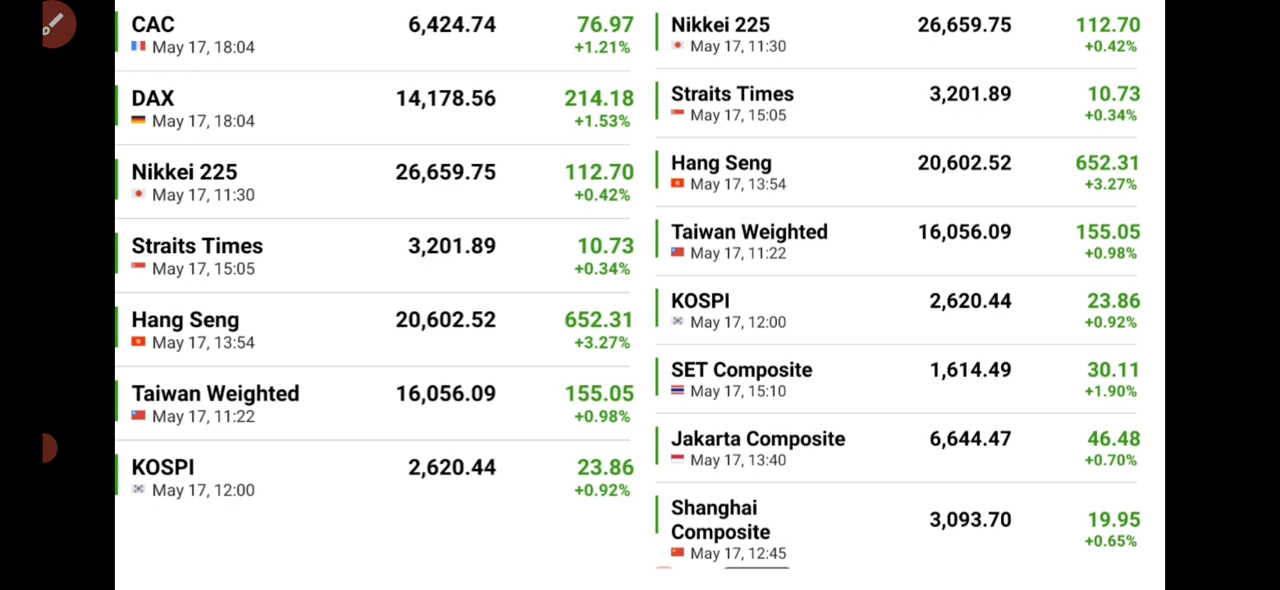 CAC 6,424.74 76.97
May 17, 18:04 +1.21%
DAX 14,178.56 214.18
May 17, 18:04 +1.53%
Nikkei 225 26,659.75 112.70
May 17, 11:30 +0.42%
Straits Times 3,201.89 10.73
May 17, 15:05 +0.34%
Hang Seng 20,602.52 652.31
May 17, 13:54 +3.27%
Taiwan Weighted 16,056.09 155.05
May 17, 11:22 +0.98%
KOSPI 2,620.44 23.86
May 17, 12:00 +0.92%
Nikkei 225 26,659.75 112.70
May 17, 11:30 +0.42%
Straits Times 3,201.89 10.73
May 17, 15:05 +0.34%
Hang Seng 20,602.52 652.31
May 17, 13:54 +3.27%
Taiwan Weighted 16,056.09 155.05
May 17, 11:22 +0.98%
KOSPI 2,620.44 23.86
May 17, 12:00 +0.92%
SET Composite 1,614.49 30.11
May 17, 15:10 +1.90%
Jakarta Composite 6,644.47 46.48
May 17, 13:40 +0.70%
Shanghai
Composite 3,093.70 19.95
May 17, 12:45 +0.65%